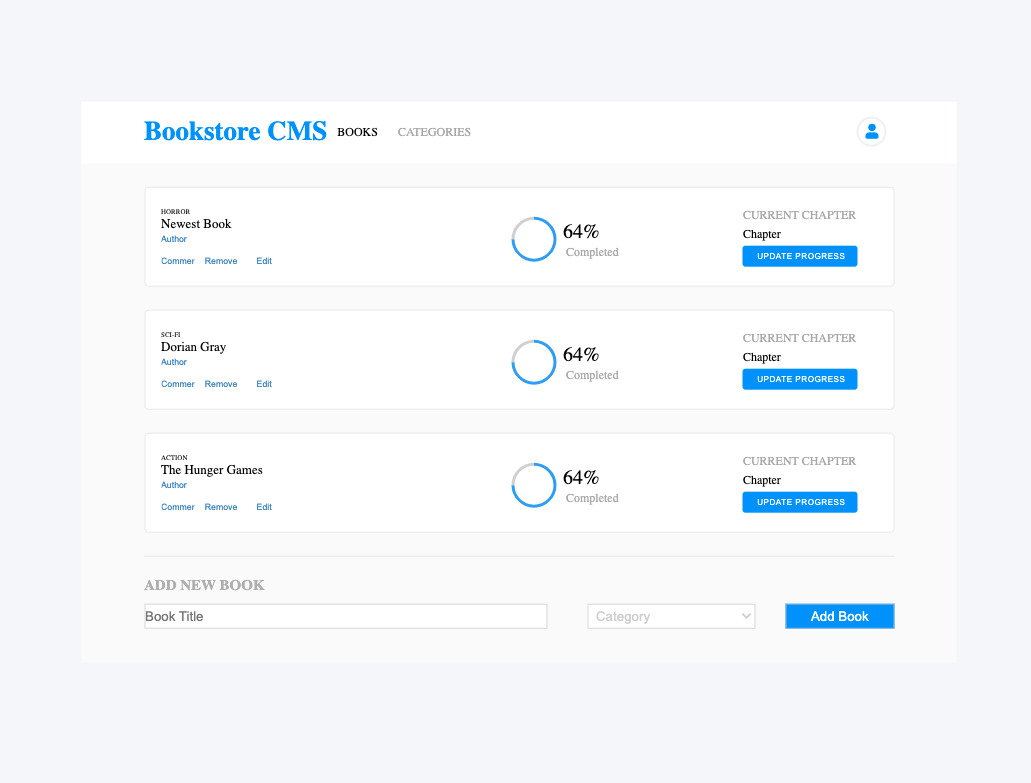 Bookstore CMS BOOKS CATEGORIES
HORROR
Newest Book
Author
Commer Remove Edit
64%
Completed
CURRENT CHAPTER
Chapter
UPDATE PROGRESS
SCI-FI
Dorian Gray
Author
Commer Remove Edit
64%
Completed
CURRENT CHAPTER
Chapter
UPDATE PROGRESS
ACTION
The Hunger Games
Author
Commer Remove Edit
64%
Completed
CURRENT CHAPTER
Chapter
UPDATE PROGRESS
ADD NEW BOOK
Book Title Category Add Book